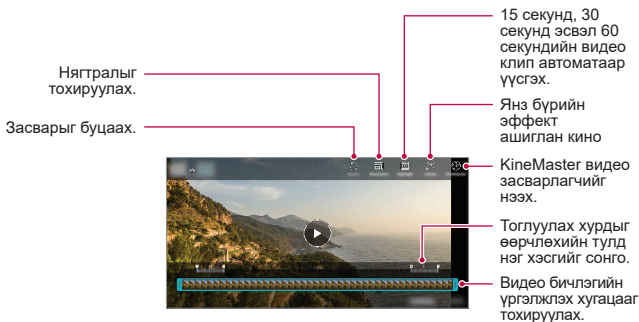 Нягтралыг
тохируулах.
Засварыг буцаах.
15 секунд, 30
секунд эсвэл 60
секундийн видео
клип автоматаар
үүсгэх.
Янз бүрийн
эффект
ашиглан кино
KineMaster видео
засварлагчийг
нээх.
Тоглуулах хурдыг
өөрчлөхийн тулд
нэг хэсгийг сонго.
Видео бичлэгийн
үргэлжлэх хугацааг
тохируулах.